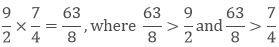 9/2 × 7/4 = 63/8, where 63/8 > 9/2 and 63/8 > 7/4